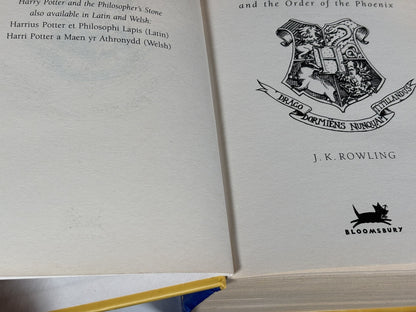 Harry Potter and the Philosopher's Stone
also available in Latin and Welsh:
Harrius Potter et Philosophi Lapis (Latin)
Harri Potter a Maen yr Athronydd (Welsh)
and the Order of the Phoenix
DRACO DORMIENS NUNQUAM TITILLANDUS
J. K. ROWLING
BLOOMSBURY